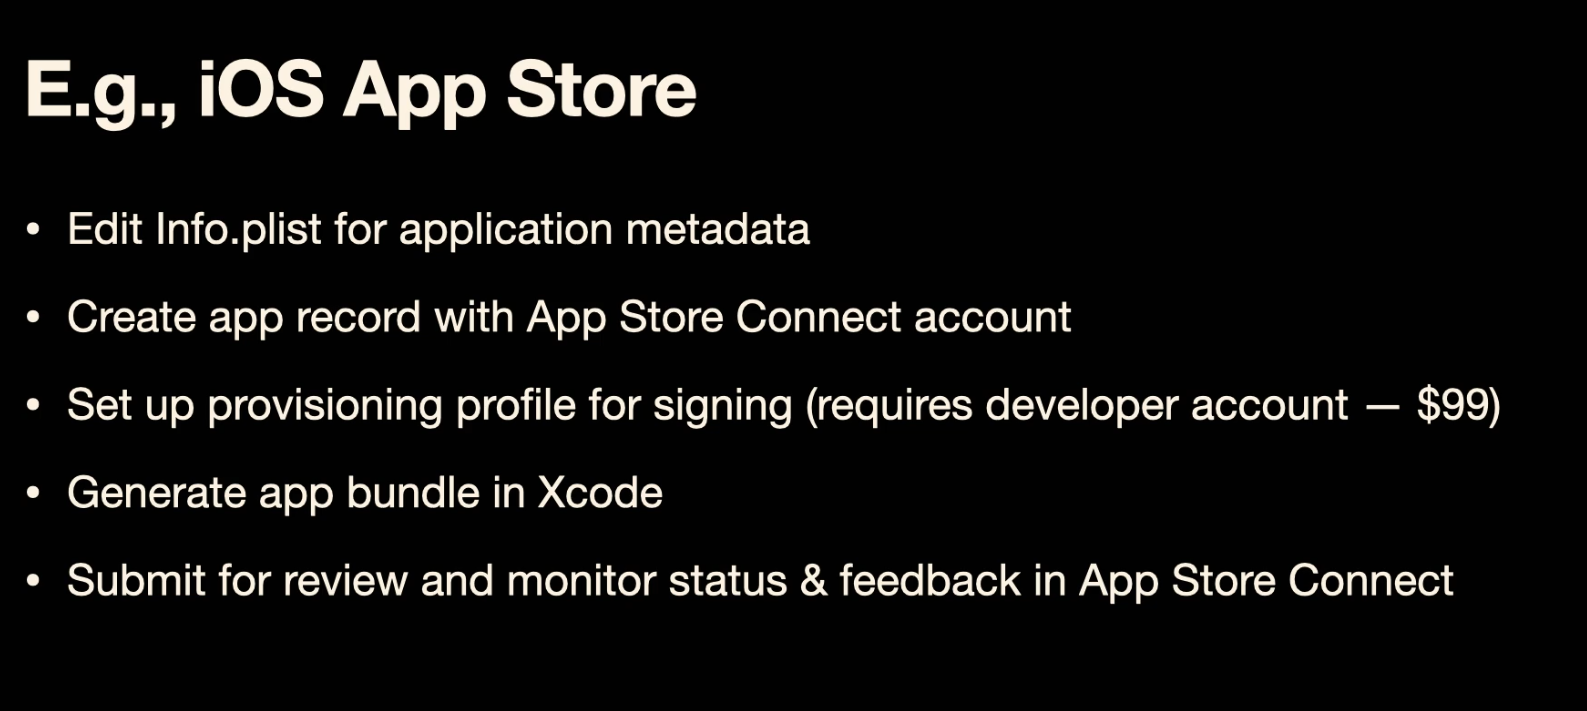 E.g., iOS App Store
• Edit Info.plist for application metadata
• Create app record with App Store Connect account
• Set up provisioning profile for signing (requires developer account — $99)
• Generate app bundle in Xcode
• Submit for review and monitor status & feedback in App Store Connect